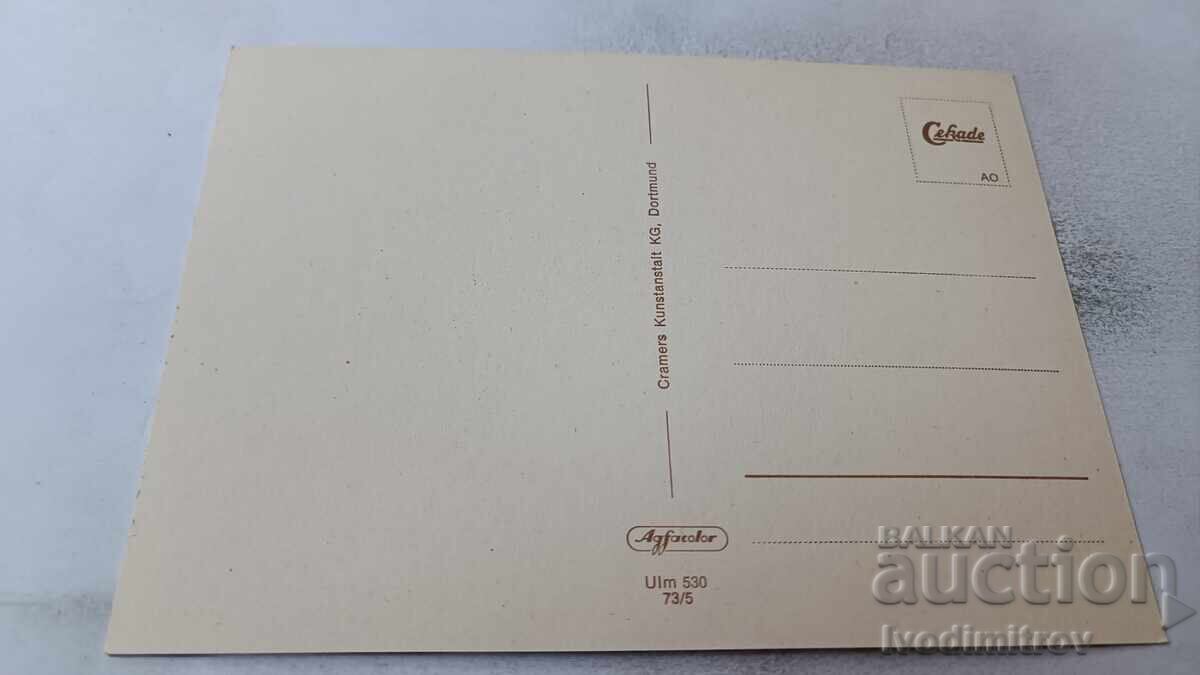 Cekade
AO
Cramers Kunstanstalt KG, Dortmund
Agfacolor
Ulm 530
73/5
BALKAN
auction
Ivodimitrov